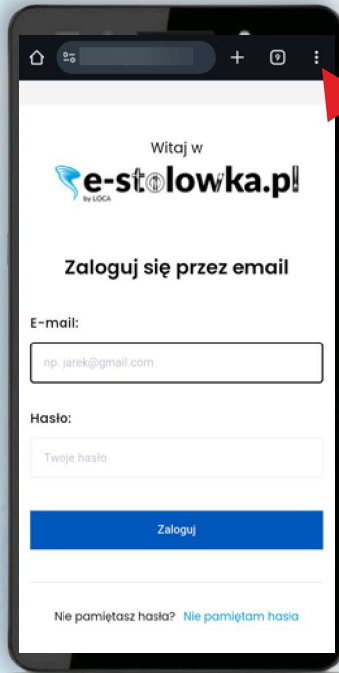 9
Witaj w
e-stolowka.pl
by LOCA
Zaloguj się przez email
E-mail:
np. jarek@gmail.com
Hasło:
Twoje hasło
Zaloguj
Nie pamiętasz hasła? Nie pamiętam hasła